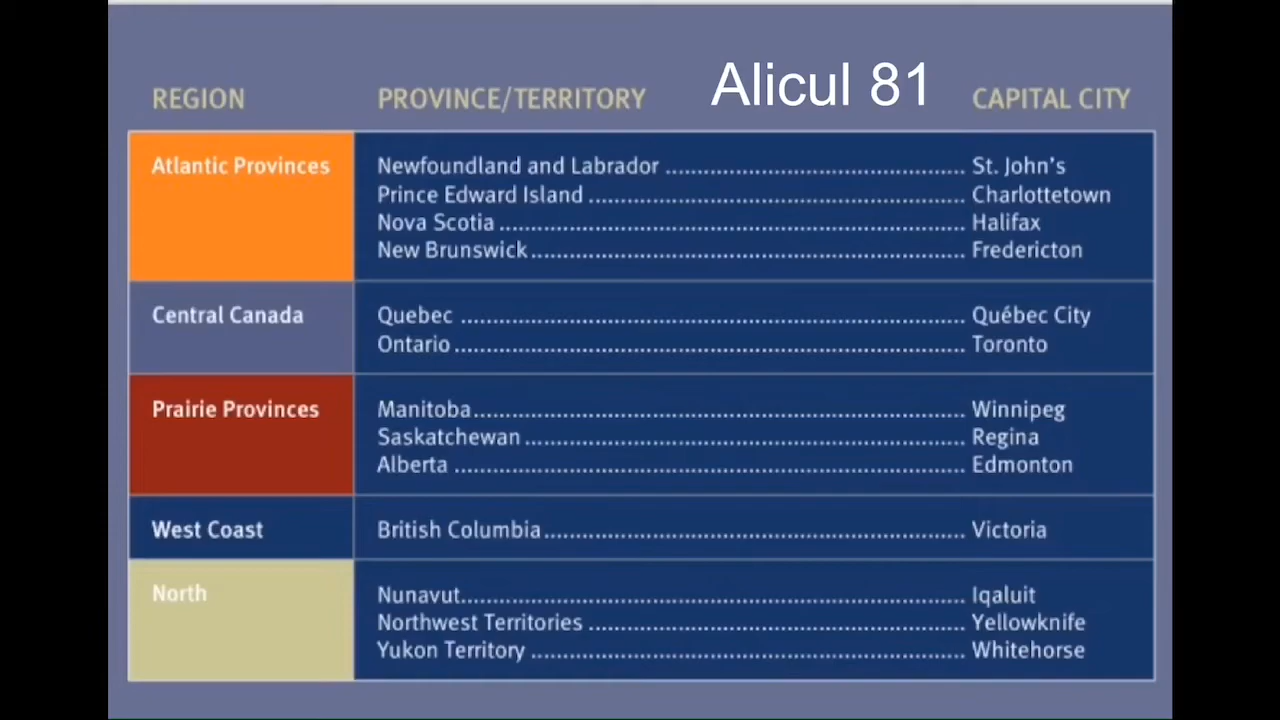 Alicul 81
REGION PROVINCE/TERRITORY CAPITAL CITY
Atlantic Provinces Newfoundland and Labrador ........................................ St. John's
Prince Edward Island .................................................. Charlottetown
Nova Scotia .............................................................. Halifax
New Brunswick .......................................................... Fredericton
Central Canada Quebec .................................................................... Québec City
Ontario .................................................................... Toronto
Prairie Provinces Manitoba .................................................................. Winnipeg
Saskatchewan .......................................................... Regina
Alberta .................................................................... Edmonton
West Coast British Columbia ........................................................ Victoria
North Nunavut .................................................................... Iqaluit
Northwest Territories .................................................. Yellowknife
Yukon Territory .......................................................... Whitehorse